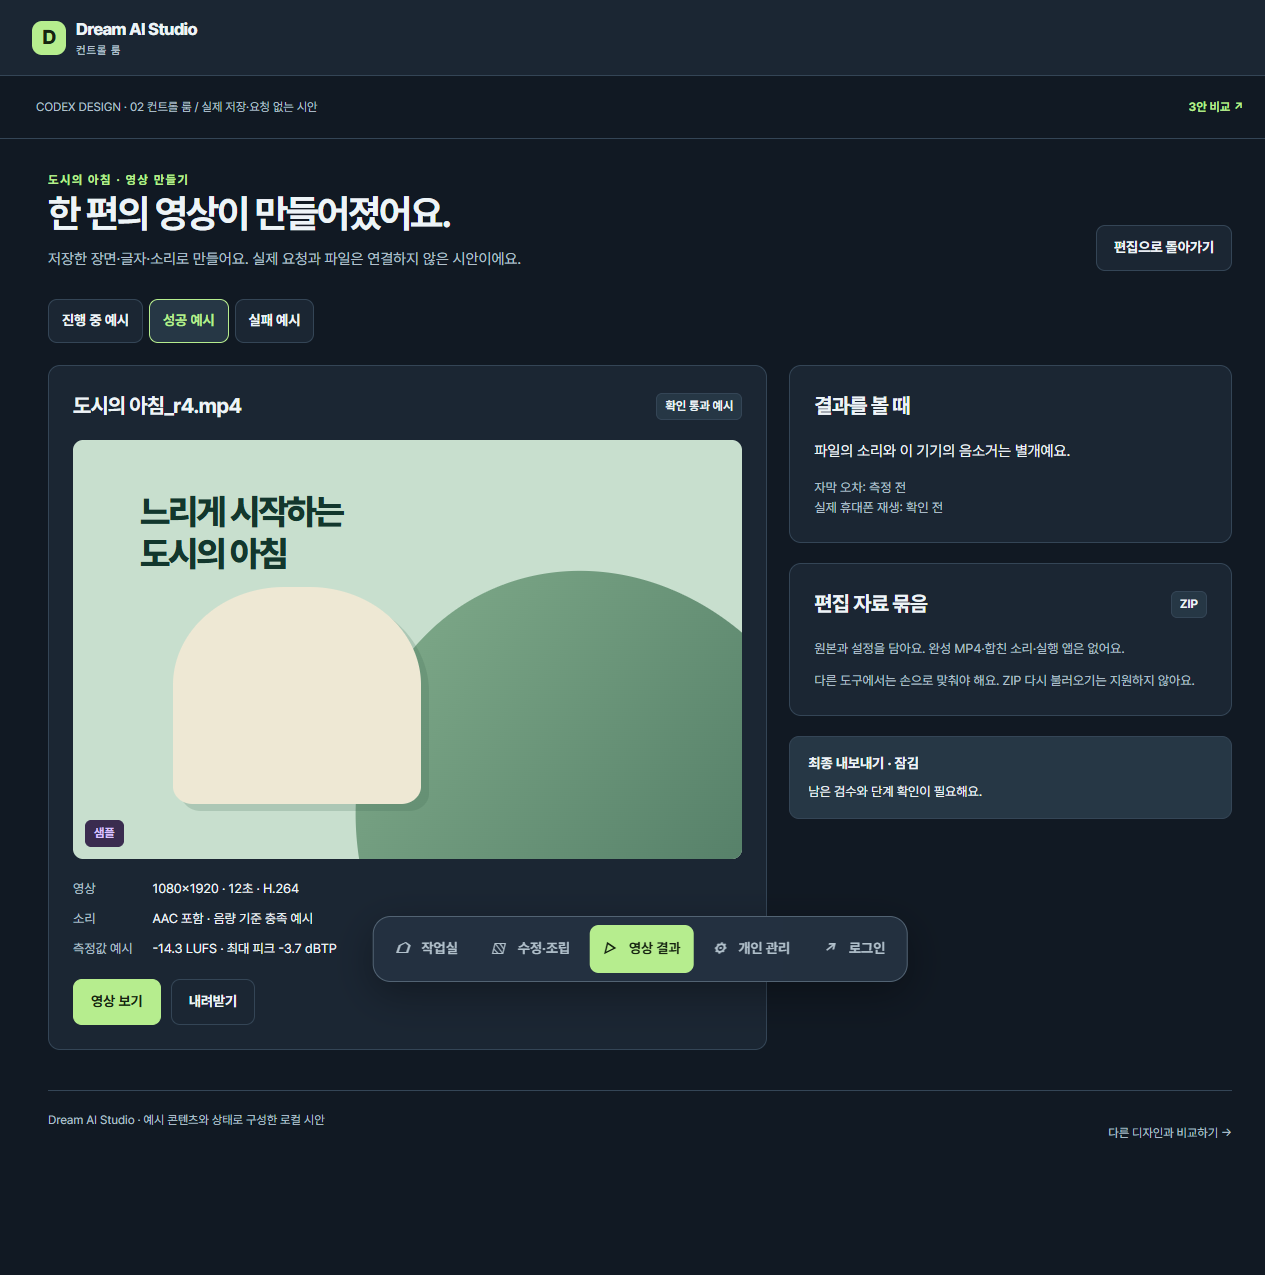 D
Dream AI Studio
컨트롤 룸
CODEX DESIGN · 02 컨트롤 룸 / 실제 저장·요청 없는 시안
3안 비교 ↗
도시의 아침 · 영상 만들기
한 편의 영상이 만들어졌어요.
저장한 장면·글자·소리로 만들어요. 실제 요청과 파일은 연결하지 않은 시안이에요.
편집으로 돌아가기
진행 중 예시
성공 예시
실패 예시
도시의 아침_r4.mp4
확인 통과 예시
느리게 시작하는
도시의 아침
샘플
영상 1080×1920 · 12초 · H.264
소리 AAC 포함 · 음량 기준 충족 예시
측정값 예시 -14.3 LUFS · 최대 피크 -3.7 dBTP
영상 보기
내려받기
결과를 볼 때
파일의 소리와 이 기기의 음소거는 별개예요.
자막 오차: 측정 전
실제 휴대폰 재생: 확인 전
편집 자료 묶음
ZIP
원본과 설정을 담아요. 완성 MP4·합친 소리·실행 앱은 없어요.
다른 도구에서는 손으로 맞춰야 해요. ZIP 다시 불러오기는 지원하지 않아요.
최종 내보내기 · 잠김
남은 검수와 단계 확인이 필요해요.
작업실
수정·조립
영상 결과
개인 관리
로그인
Dream AI Studio · 예시 콘텐츠와 상태로 구성한 로컬 시안
다른 디자인과 비교하기 →